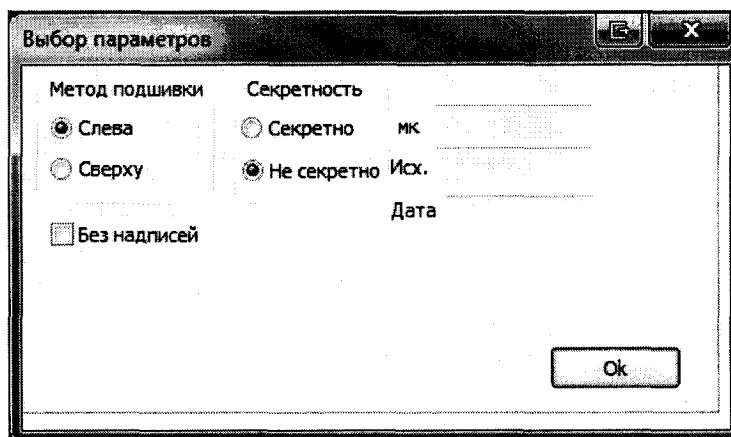 Выбор параметров
Метод подшивки
Секретность
Слева
Секретно
мк
Сверху
Не секретно
Исх.
Дата
Без надписей
Ok